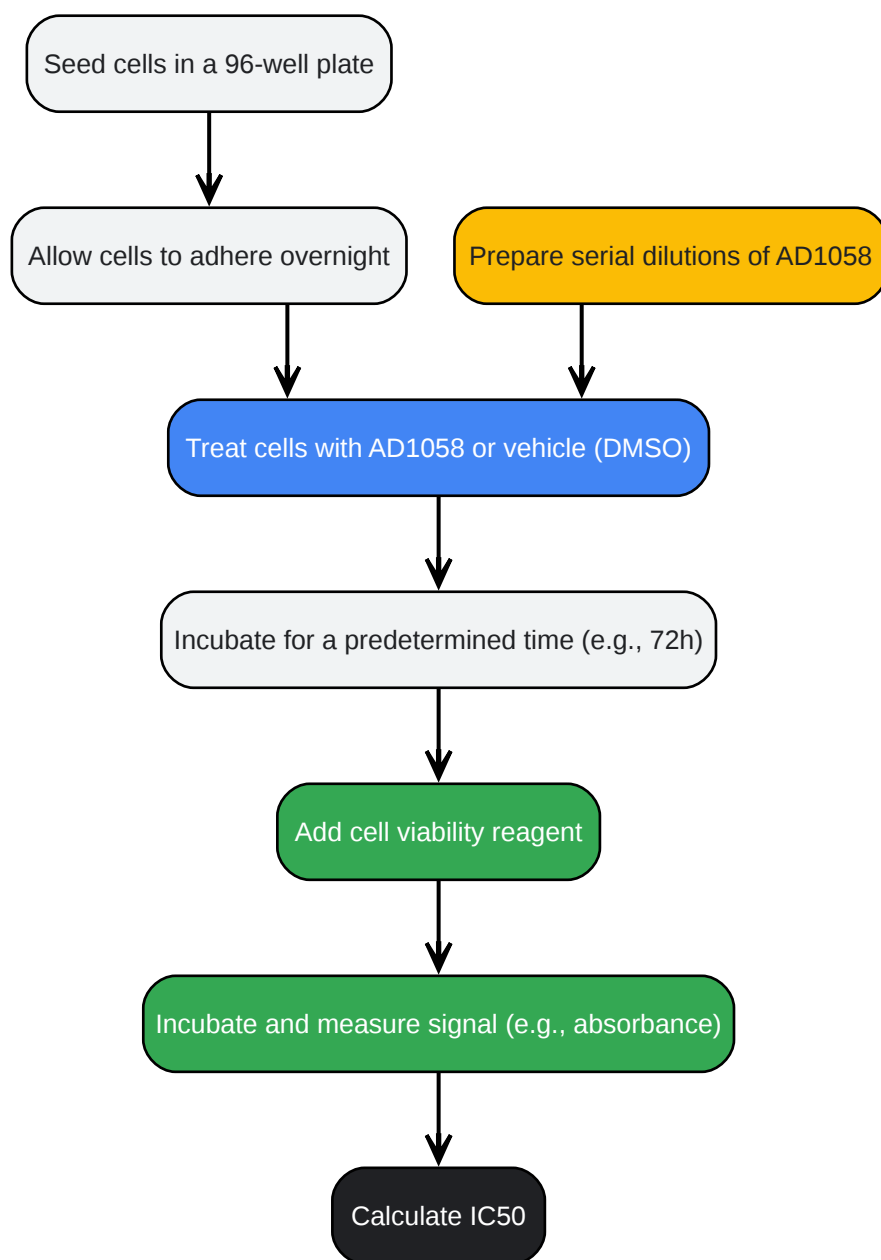 Seed cells in a 96-well plate
Allow cells to adhere overnight
Prepare serial dilutions of AD1058
Treat cells with AD1058 or vehicle (DMSO)
Incubate for a predetermined time (e.g., 72h)
Add cell viability reagent
Incubate and measure signal (e.g., absorbance)
Calculate IC50